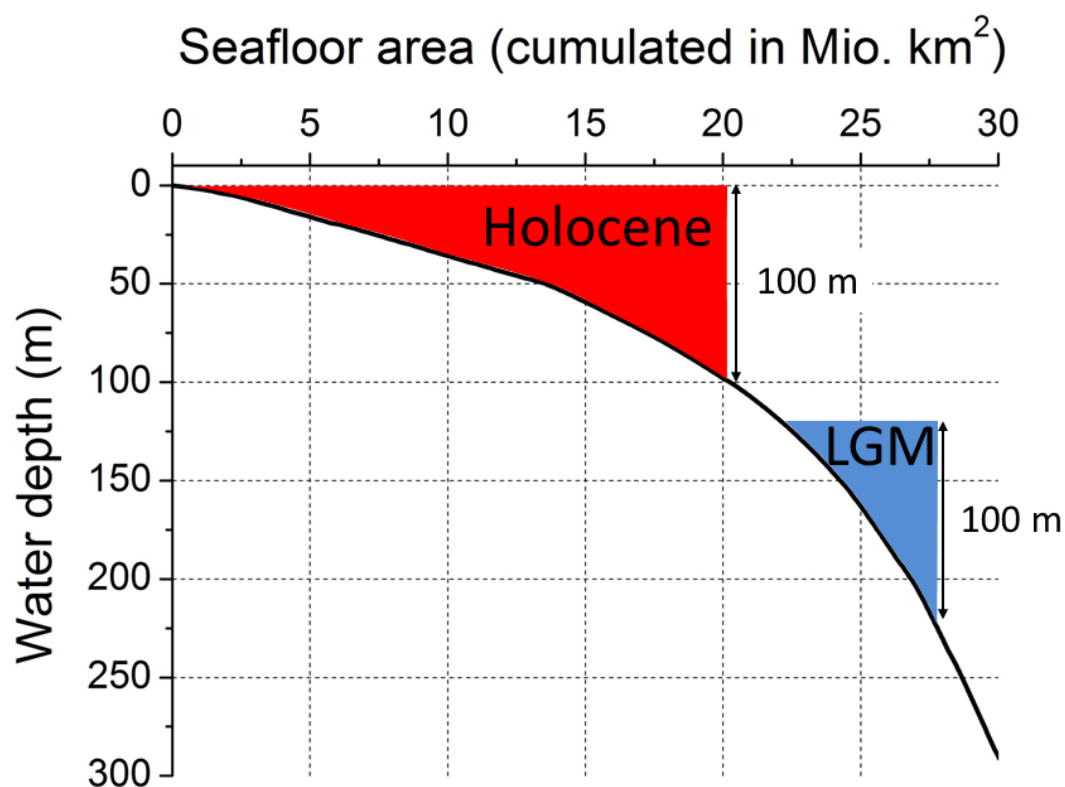 Seafloor area (cumulated in Mio. km²)
0 5 10 15 20 25 30
Water depth (m)
0
50
100
150
200
250
300
Holocene
100 m
LGM
100 m